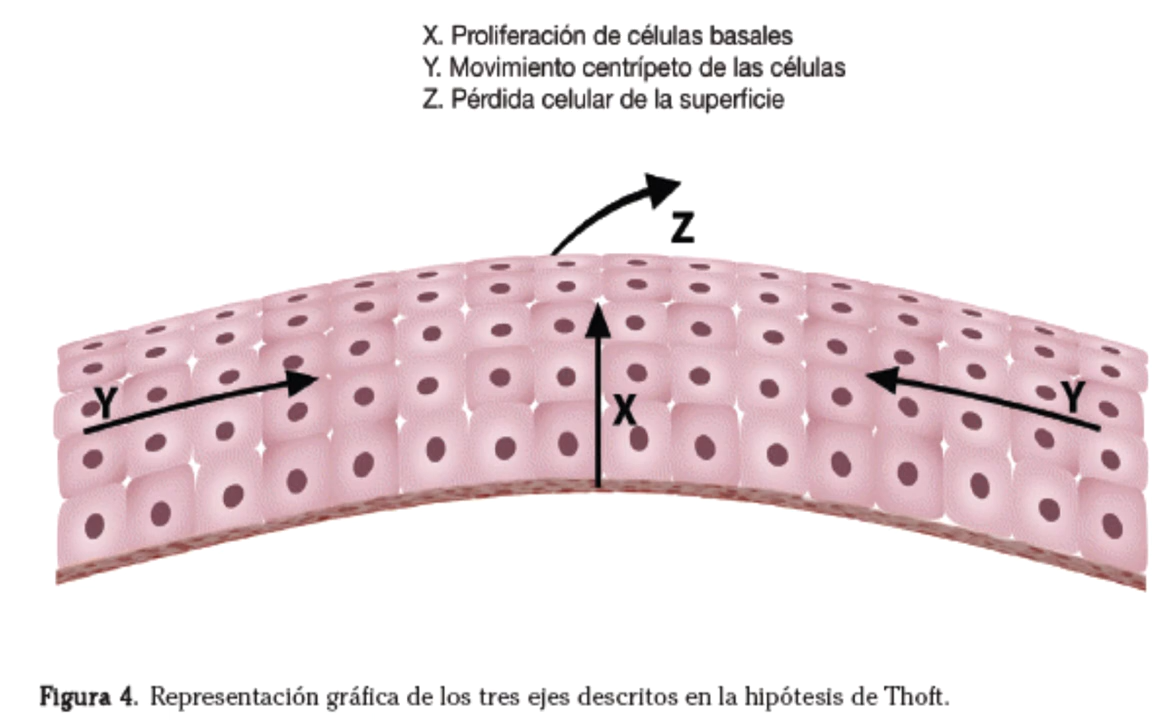 X. Proliferación de células basales
Y. Movimiento centrípeto de las células
Z. Pérdida celular de la superficie
Z
Y
X
Y
Figura 4. Representación gráfica de los tres ejes descritos en la hipótesis de Thoft.